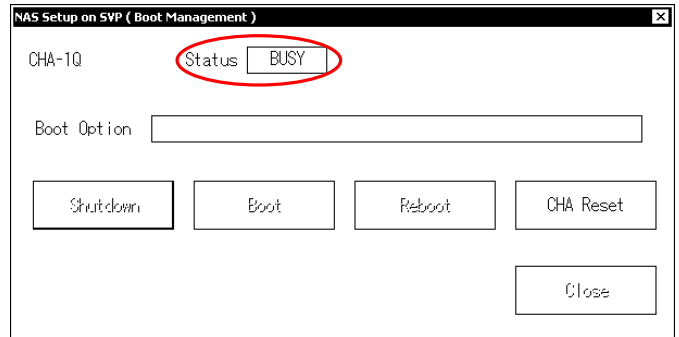 NAS Setup on SVP ( Boot Management )
CHA-1Q Status BUSY
Boot Option
Shutdown Boot Reboot CHA Reset
Close